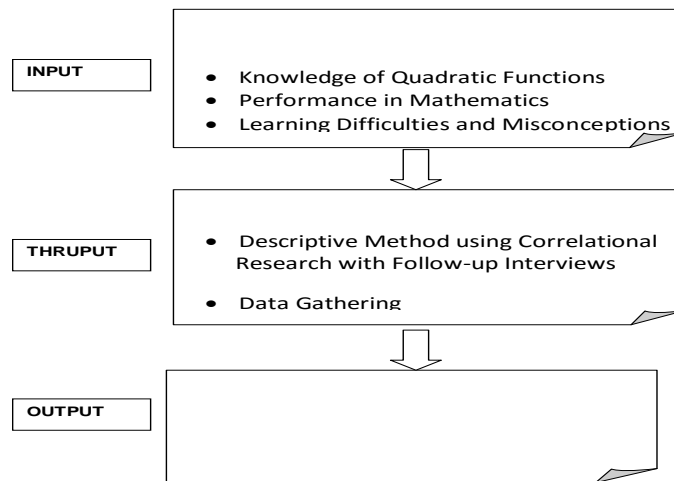 INPUT
• Knowledge of Quadratic Functions
• Performance in Mathematics
• Learning Difficulties and Misconceptions
THRUPUT
• Descriptive Method using Correlational
Research with Follow-up Interviews
• Data Gathering
OUTPUT